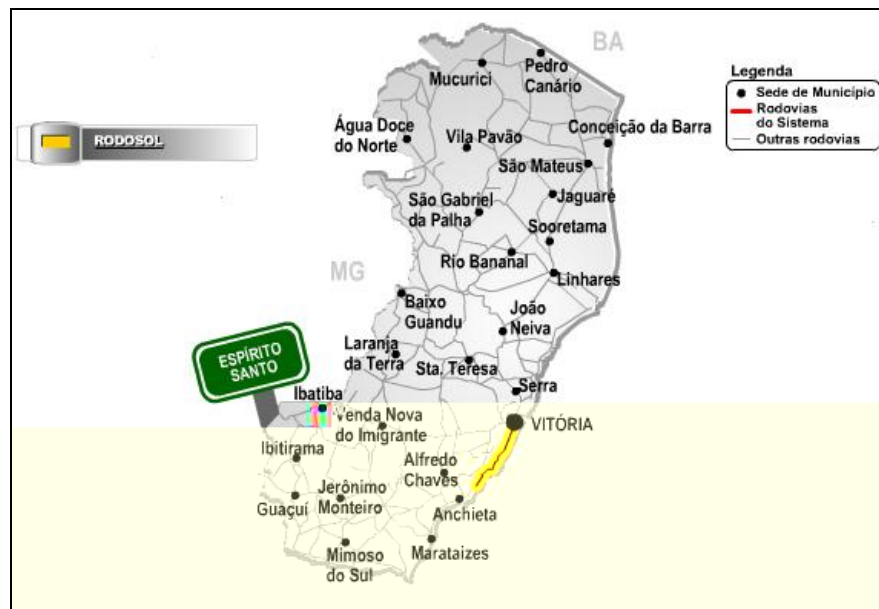 BA
Pedro
Canário
Mucurici
Legenda
Sede de Município
Rodovias
do Sistema
Outras rodovias
RODOSOL
Água Doce
do Norte
Vila Pavão
Conceição da Barra
São Mateus
São Gabriel
da Palha
Jaguaré
Sooretama
Rio Bananal
MG
Linhares
Baixo
Guandu
João
Neiva
ESPÍRITO
SANTO
Laranja
da Terra
Sta. Teresa
Serra
Ibatiba
Venda Nova
do Imigrante
VITÓRIA
Ibitirama
Alfredo
Chaves
Guaçuí
Jerônimo
Monteiro
Anchieta
Mimoso
do Sul
Marataizes